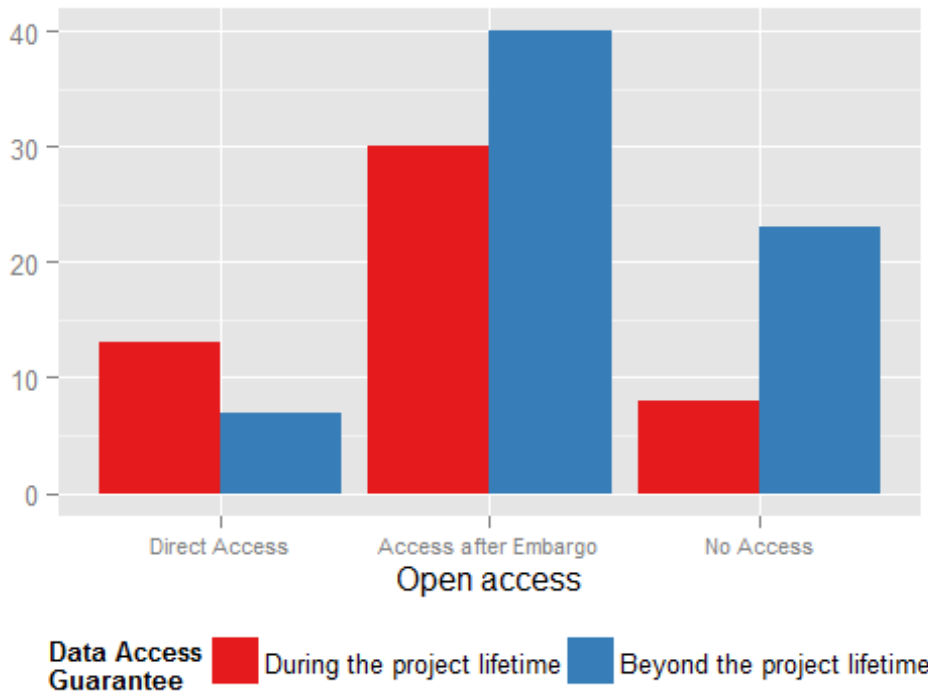 40
30
20
10
0
Direct Access Access after Embargo No Access
Open access
Data Access Guarantee
During the project lifetime
Beyond the project lifetime